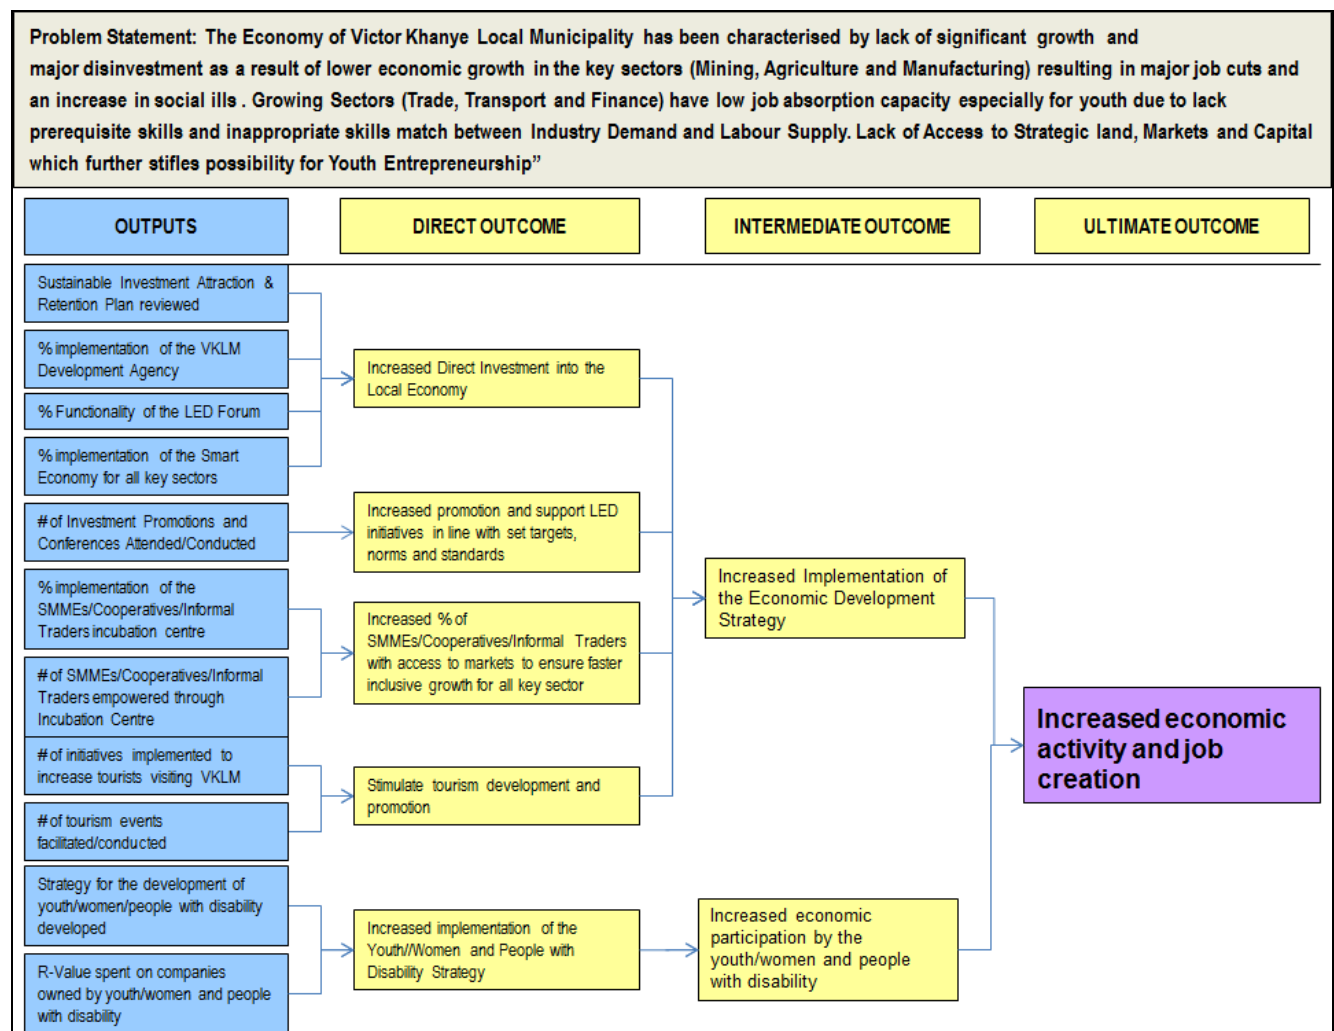 Problem Statement: The Economy of Victor Khanye Local Municipality has been characterised by lack of significant growth and
major disinvestment as a result of lower economic growth in the key sectors (Mining, Agriculture and Manufacturing) resulting in major job cuts and
an increase in social ills . Growing Sectors (Trade, Transport and Finance) have low job absorption capacity especially for youth due to lack
prerequisite skills and inappropriate skills match between Industry Demand and Labour Supply. Lack of Access to Strategic land, Markets and Capital
which further stifles possibility for Youth Entrepreneurship”
OUTPUTS
DIRECT OUTCOME
INTERMEDIATE OUTCOME
ULTIMATE OUTCOME
Sustainable Investment Attraction &
Retention Plan reviewed
% implementation of the VKLM
Development Agency
% Functionality of the LED Forum
% implementation of the Smart
Economy for all key sectors
# of Investment Promotions and
Conferences Attended/Conducted
% implementation of the
SMMEs/Cooperatives/Informal
Traders incubation centre
# of SMMEs/Cooperatives/Informal
Traders empowered through
Incubation Centre
# of initiatives implemented to
increase tourists visiting VKLM
# of tourism events
facilitated/conducted
Strategy for the development of
youth/women/people with disability
developed
R-Value spent on companies
owned by youth/women and people
with disability
Increased Direct Investment into the
Local Economy
Increased promotion and support LED
initiatives in line with set targets,
norms and standards
Increased % of
SMMEs/Cooperatives/Informal Traders
with access to markets to ensure faster
inclusive growth for all key sector
Stimulate tourism development and
promotion
Increased implementation of the
Youth//Women and People with
Disability Strategy
Increased Implementation of
the Economic Development
Strategy
Increased economic
participation by the
youth/women and people
with disability
Increased economic
activity and job
creation